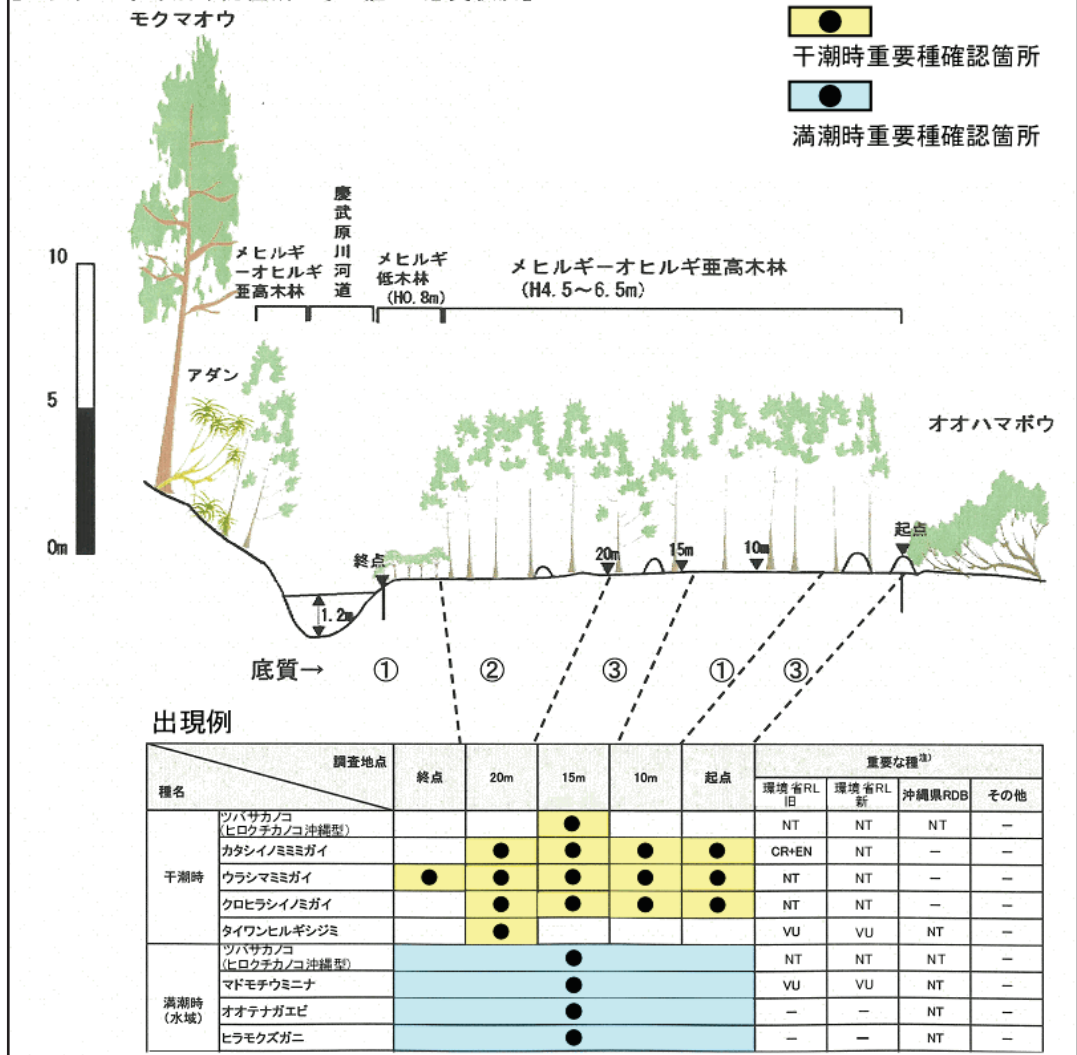 モクマオウ
●
干潮時重要種確認箇所
●
満潮時重要種確認箇所
慶武原川河道
メヒルギ
ーオヒルギ
亜高木林
メヒルギ
低木林
(H0.8m)
メヒルギーオヒルギ亜高木林
(H4.5〜6.5m)
10
5
0m
アダン
オオハマボウ
終点
20m
15m
10m
起点
1.2m
底質→ ① ② ③ ① ③
出現例
調査地点
種名
終点 20m 15m 10m 起点
重要な種注)
環境省RL旧 環境省RL新 沖縄県RDB その他
干潮時
ツバサカノコ
(ヒロクチカノコ沖縄型) ● NT NT NT −
カタシイノミミミガイ ● ● ● ● CR+EN NT − −
ウラシマミミガイ ● ● ● ● ● NT NT − −
クロヒラシイノミガイ ● ● ● ● NT NT − −
タイワンヒルギシジミ ● VU VU NT −
満潮時
(水域)
ツバサカノコ
(ヒロクチカノコ沖縄型) ● NT NT NT −
マドモチウミニナ ● VU VU NT −
オオテナガエビ ● − − NT −
ヒラモクズガニ ● − − NT −